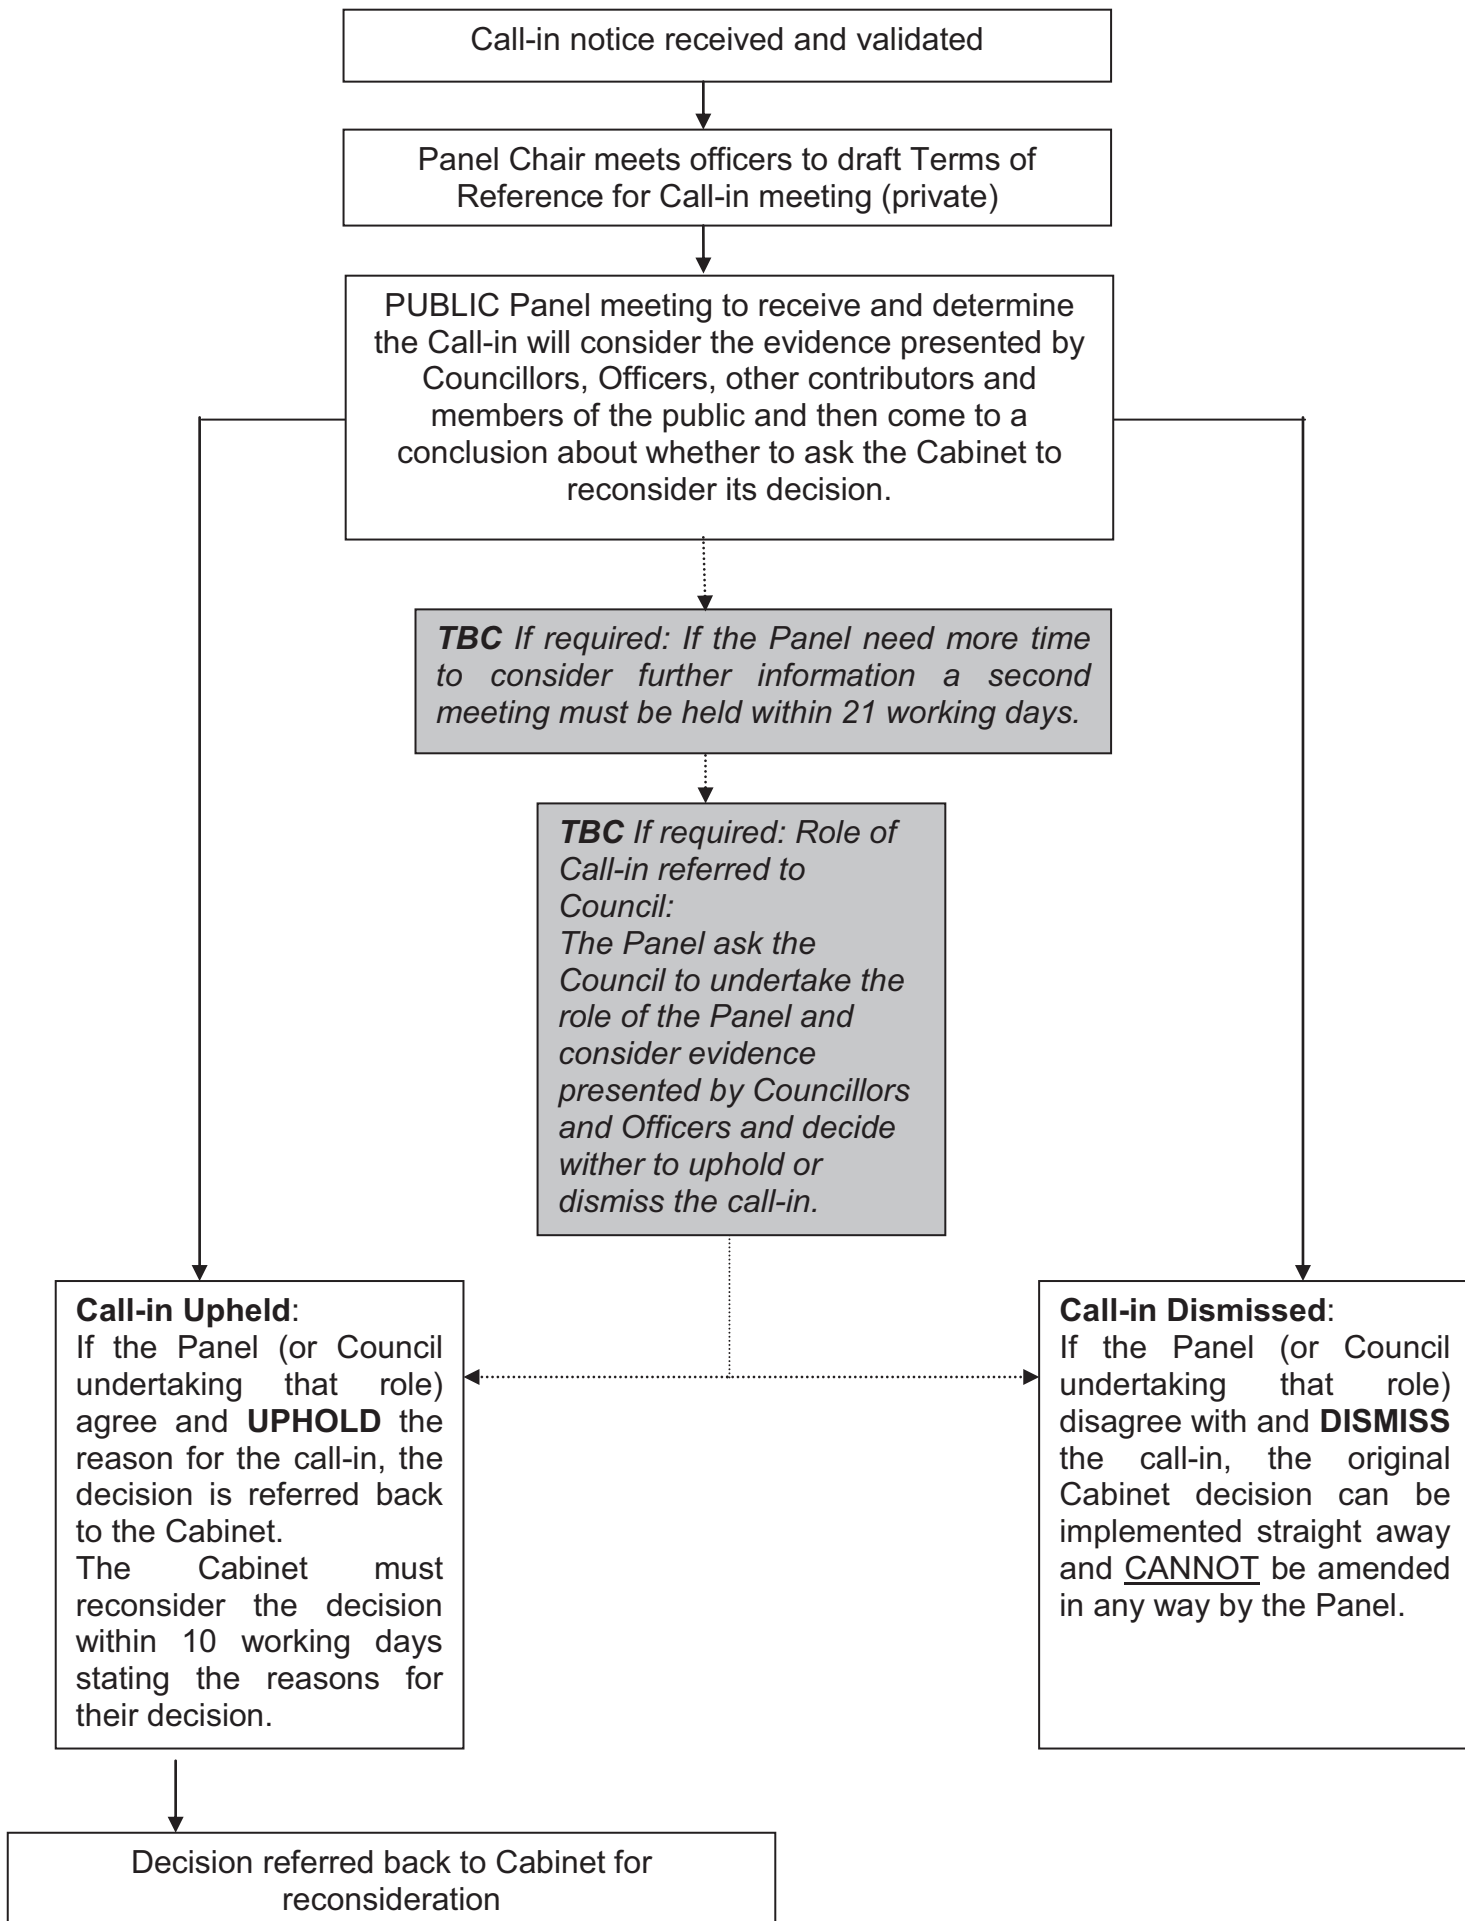 Call-in notice received and validated
Panel Chair meets officers to draft Terms of
Reference for Call-in meeting (private)
PUBLIC Panel meeting to receive and determine
the Call-in will consider the evidence presented by
Councillors, Officers, other contributors and
members of the public and then come to a
conclusion about whether to ask the Cabinet to
reconsider its decision.
TBC If required: If the Panel need more time
to consider further information a second
meeting must be held within 21 working days.
TBC If required: Role of
Call-in referred to
Council:
The Panel ask the
Council to undertake the
role of the Panel and
consider evidence
presented by Councillors
and Officers and decide
wither to uphold or
dismiss the call-in.
Call-in Upheld:
If the Panel (or Council
undertaking that role)
agree and UPHOLD the
reason for the call-in, the
decision is referred back
to the Cabinet.
The Cabinet must
reconsider the decision
within 10 working days
stating the reasons for
their decision.
Call-in Dismissed:
If the Panel (or Council
undertaking that role)
disagree with and DISMISS
the call-in, the original
Cabinet decision can be
implemented straight away
and CANNOT be amended
in any way by the Panel.
Decision referred back to Cabinet for
reconsideration